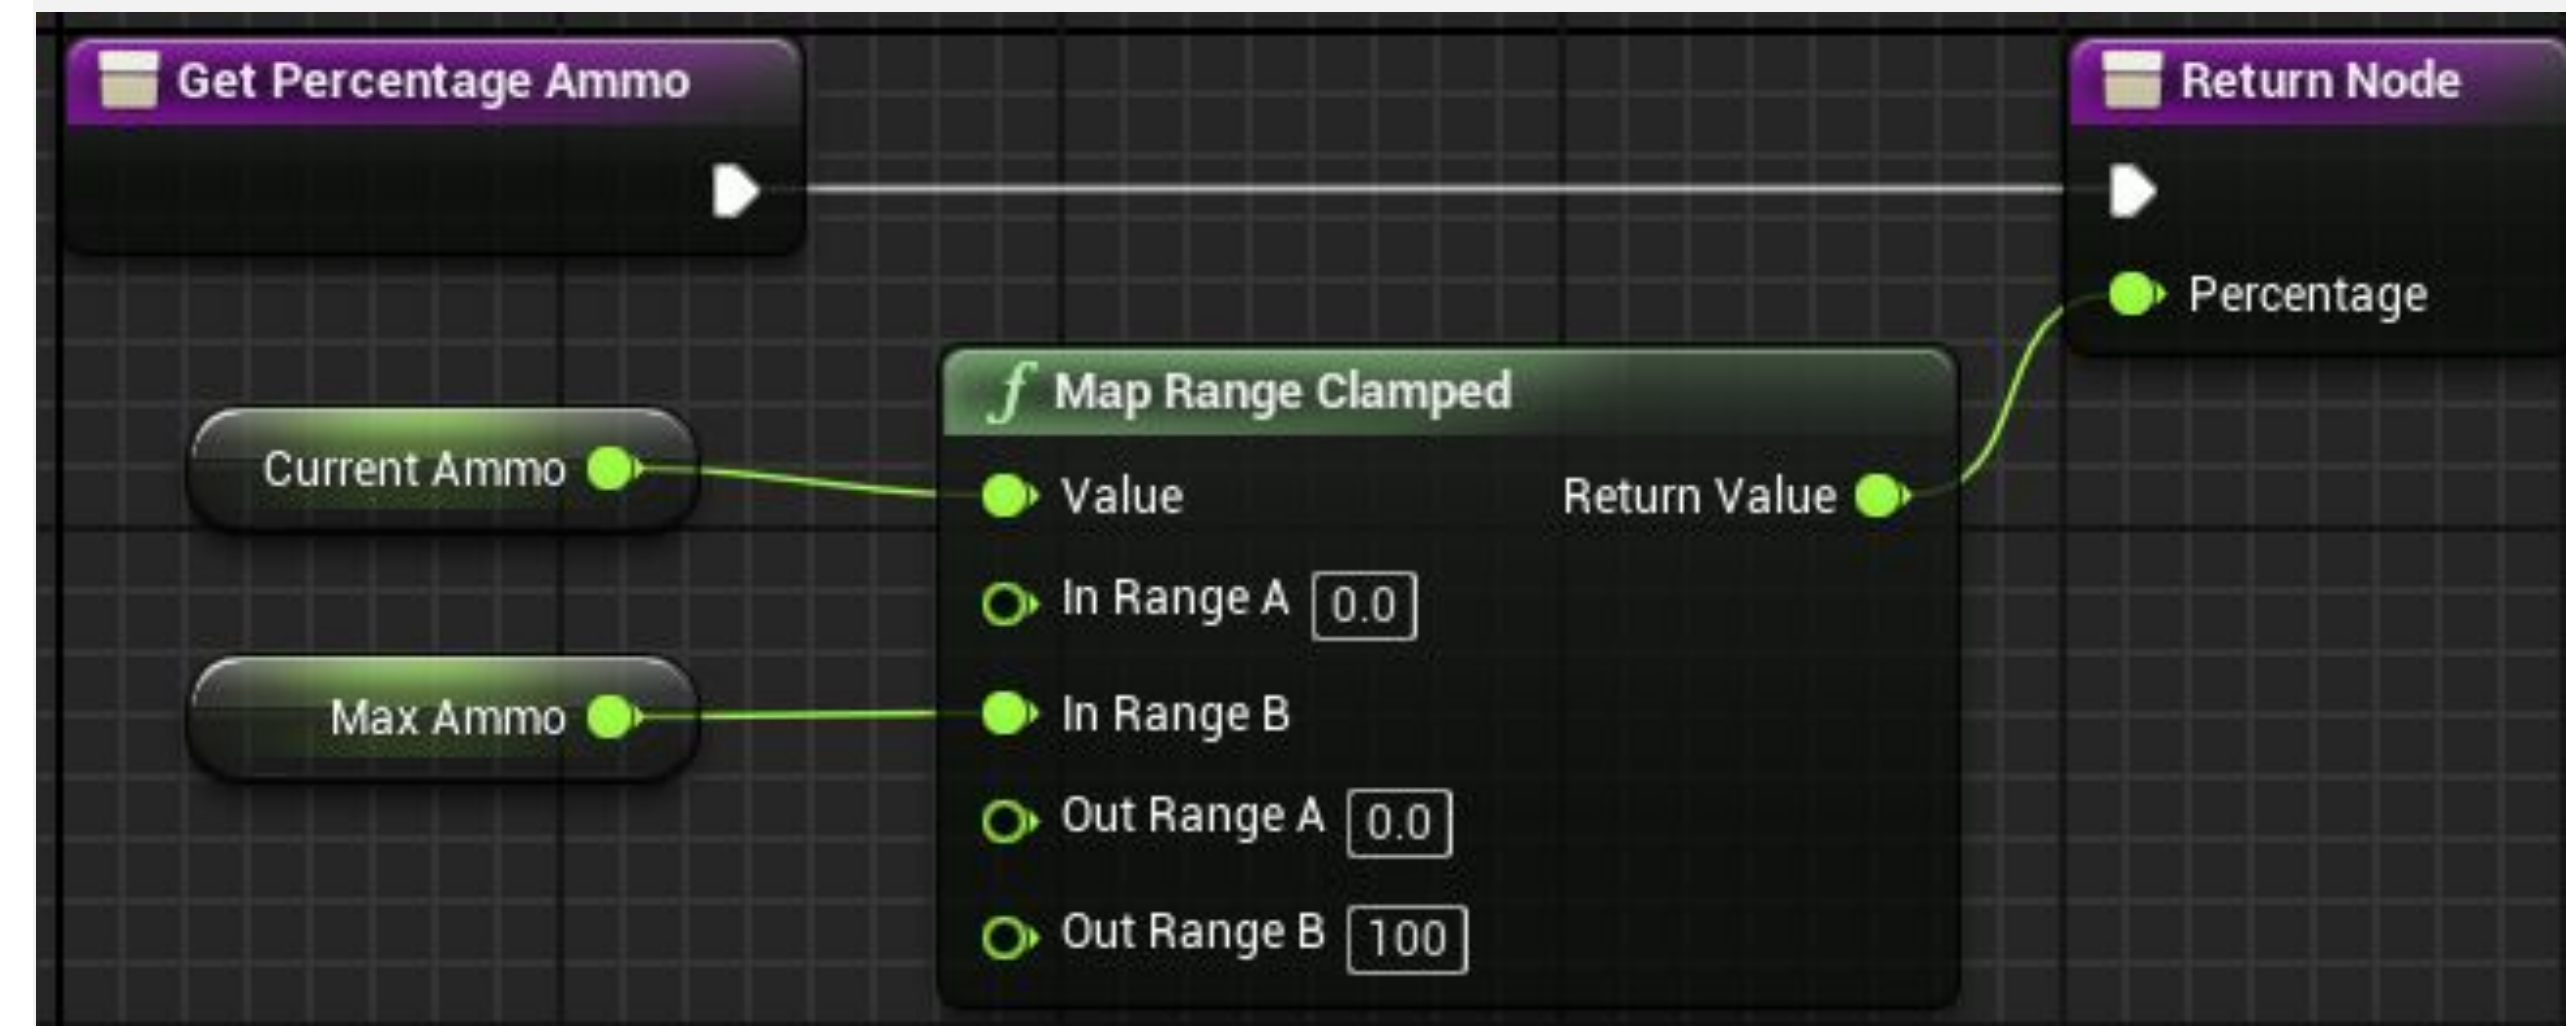 Get Percentage Ammo
Return Node
Percentage
Current Ammo
Max Ammo
Map Range Clamped
Value
Return Value
In Range A 0.0
In Range B
Out Range A 0.0
Out Range B 100